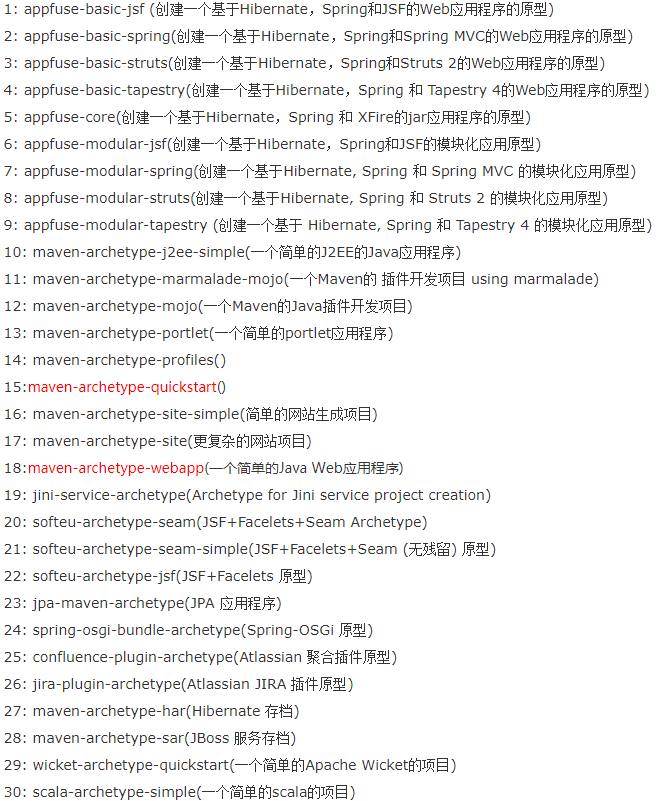 1: appfuse-basic-jsf (创建一个基于Hibernate，Spring和JSF的Web应用程序的原型)
2: appfuse-basic-spring(创建一个基于Hibernate，Spring和Spring MVC的Web应用程序的原型)
3: appfuse-basic-struts(创建一个基于Hibernate，Spring和Struts 2的Web应用程序的原型)
4: appfuse-basic-tapestry(创建一个基于Hibernate，Spring 和 Tapestry 4的Web应用程序的原型)
5: appfuse-core(创建一个基于Hibernate，Spring 和 XFire的jar应用程序的原型)
6: appfuse-modular-jsf(创建一个基于Hibernate，Spring和JSF的模块化应用原型)
7: appfuse-modular-spring(创建一个基于Hibernate, Spring 和 Spring MVC 的模块化应用原型)
8: appfuse-modular-struts(创建一个基于Hibernate, Spring 和 Struts 2 的模块化应用原型)
9: appfuse-modular-tapestry (创建一个基于 Hibernate, Spring 和 Tapestry 4 的模块化应用原型)
10: maven-archetype-j2ee-simple(一个简单的J2EE的Java应用程序)
11: maven-archetype-marmalade-mojo(一个Maven的 插件开发项目 using marmalade)
12: maven-archetype-mojo(一个Maven的Java插件开发项目)
13: maven-archetype-portlet(一个简单的portlet应用程序)
14: maven-archetype-profiles()
15:maven-archetype-quickstart()
16: maven-archetype-site-simple(简单的网站生成项目)
17: maven-archetype-site(更复杂的网站项目)
18:maven-archetype-webapp(一个简单的Java Web应用程序)
19: jini-service-archetype(Archetype for Jini service project creation)
20: softeu-archetype-seam(JSF+Facelets+Seam Archetype)
21: softeu-archetype-seam-simple(JSF+Facelets+Seam (无残留) 原型)
22: softeu-archetype-jsf(JSF+Facelets 原型)
23: jpa-maven-archetype(JPA 应用程序)
24: spring-osgi-bundle-archetype(Spring-OSGi 原型)
25: confluence-plugin-archetype(Atlassian 聚合插件原型)
26: jira-plugin-archetype(Atlassian JIRA 插件原型)
27: maven-archetype-har(Hibernate 存档)
28: maven-archetype-sar(JBoss 服务存档)
29: wicket-archetype-quickstart(一个简单的Apache Wicket的项目)
30: scala-archetype-simple(一个简单的scala的项目)